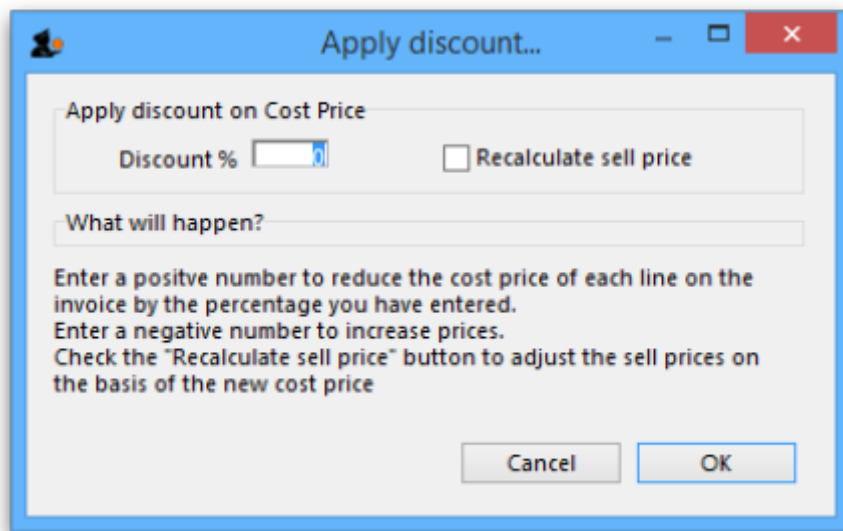 Apply discount...
Apply discount on Cost Price
Discount % 0 Recalculate sell price
What will happen?
Enter a positve number to reduce the cost price of each line on the
invoice by the percentage you have entered.
Enter a negative number to increase prices.
Check the "Recalculate sell price" button to adjust the sell prices on
the basis of the new cost price
Cancel OK